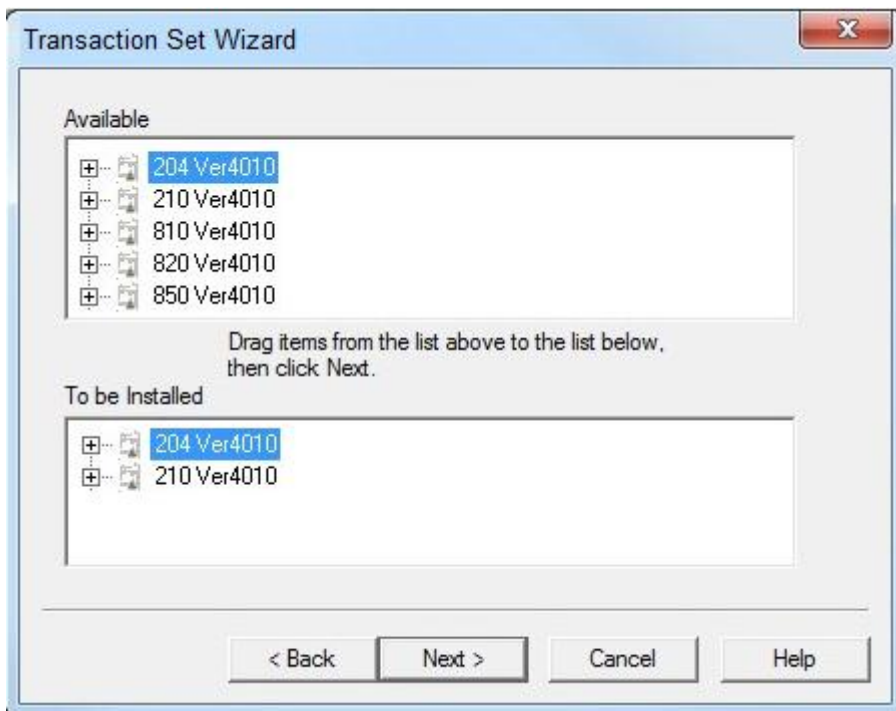 Transaction Set Wizard
Available
204 Ver4010
210 Ver4010
810 Ver4010
820 Ver4010
850 Ver4010
Drag items from the list above to the list below,
then click Next.
To be Installed
204 Ver4010
210 Ver4010
< Back Next > Cancel Help